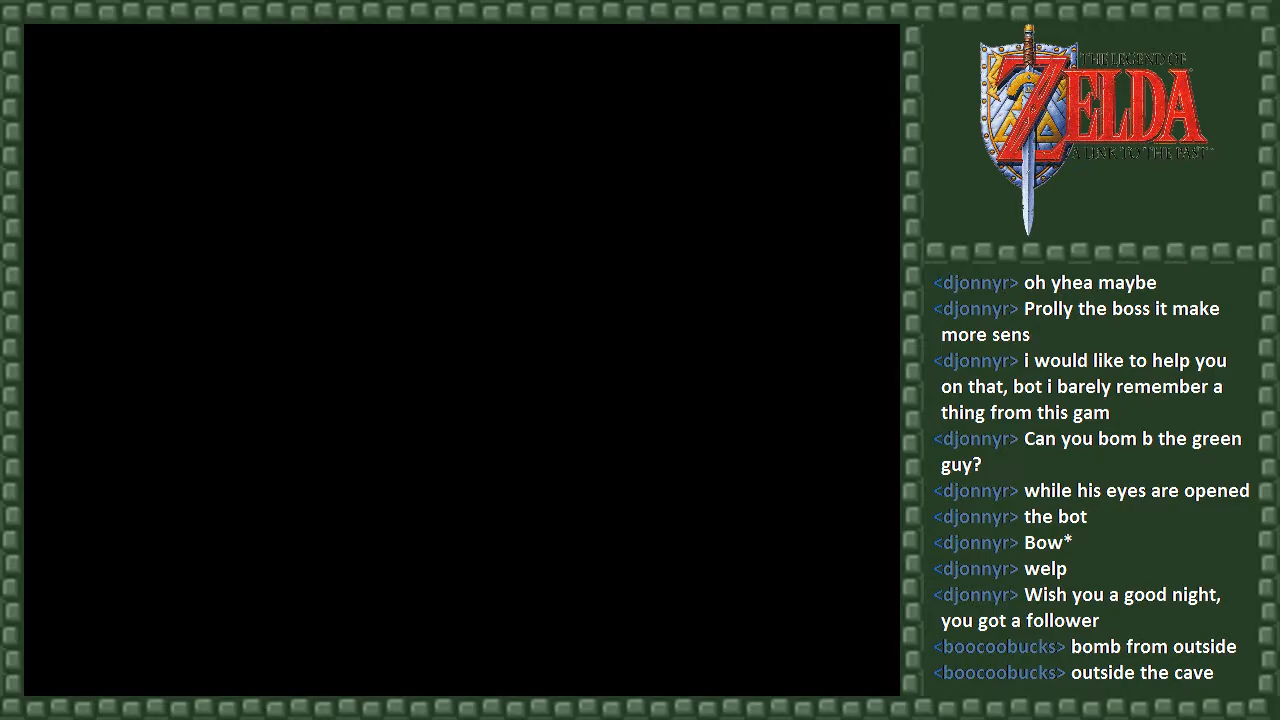 THE LEGEND OF
ZELDA
A LINK TO THE PAST
<djonnyr> oh yhea maybe
<djonnyr> Prolly the boss it make
more sens
<djonnyr> i would like to help you
on that, bot i barely remember a
thing from this gam
<djonnyr> Can you bom b the green
guy?
<djonnyr> while his eyes are opened
<djonnyr> the bot
<djonnyr> Bow*
<djonnyr> welp
<djonnyr> Wish you a good night,
you got a follower
<boocoobucks> bomb from outside
<boocoobucks> outside the cave